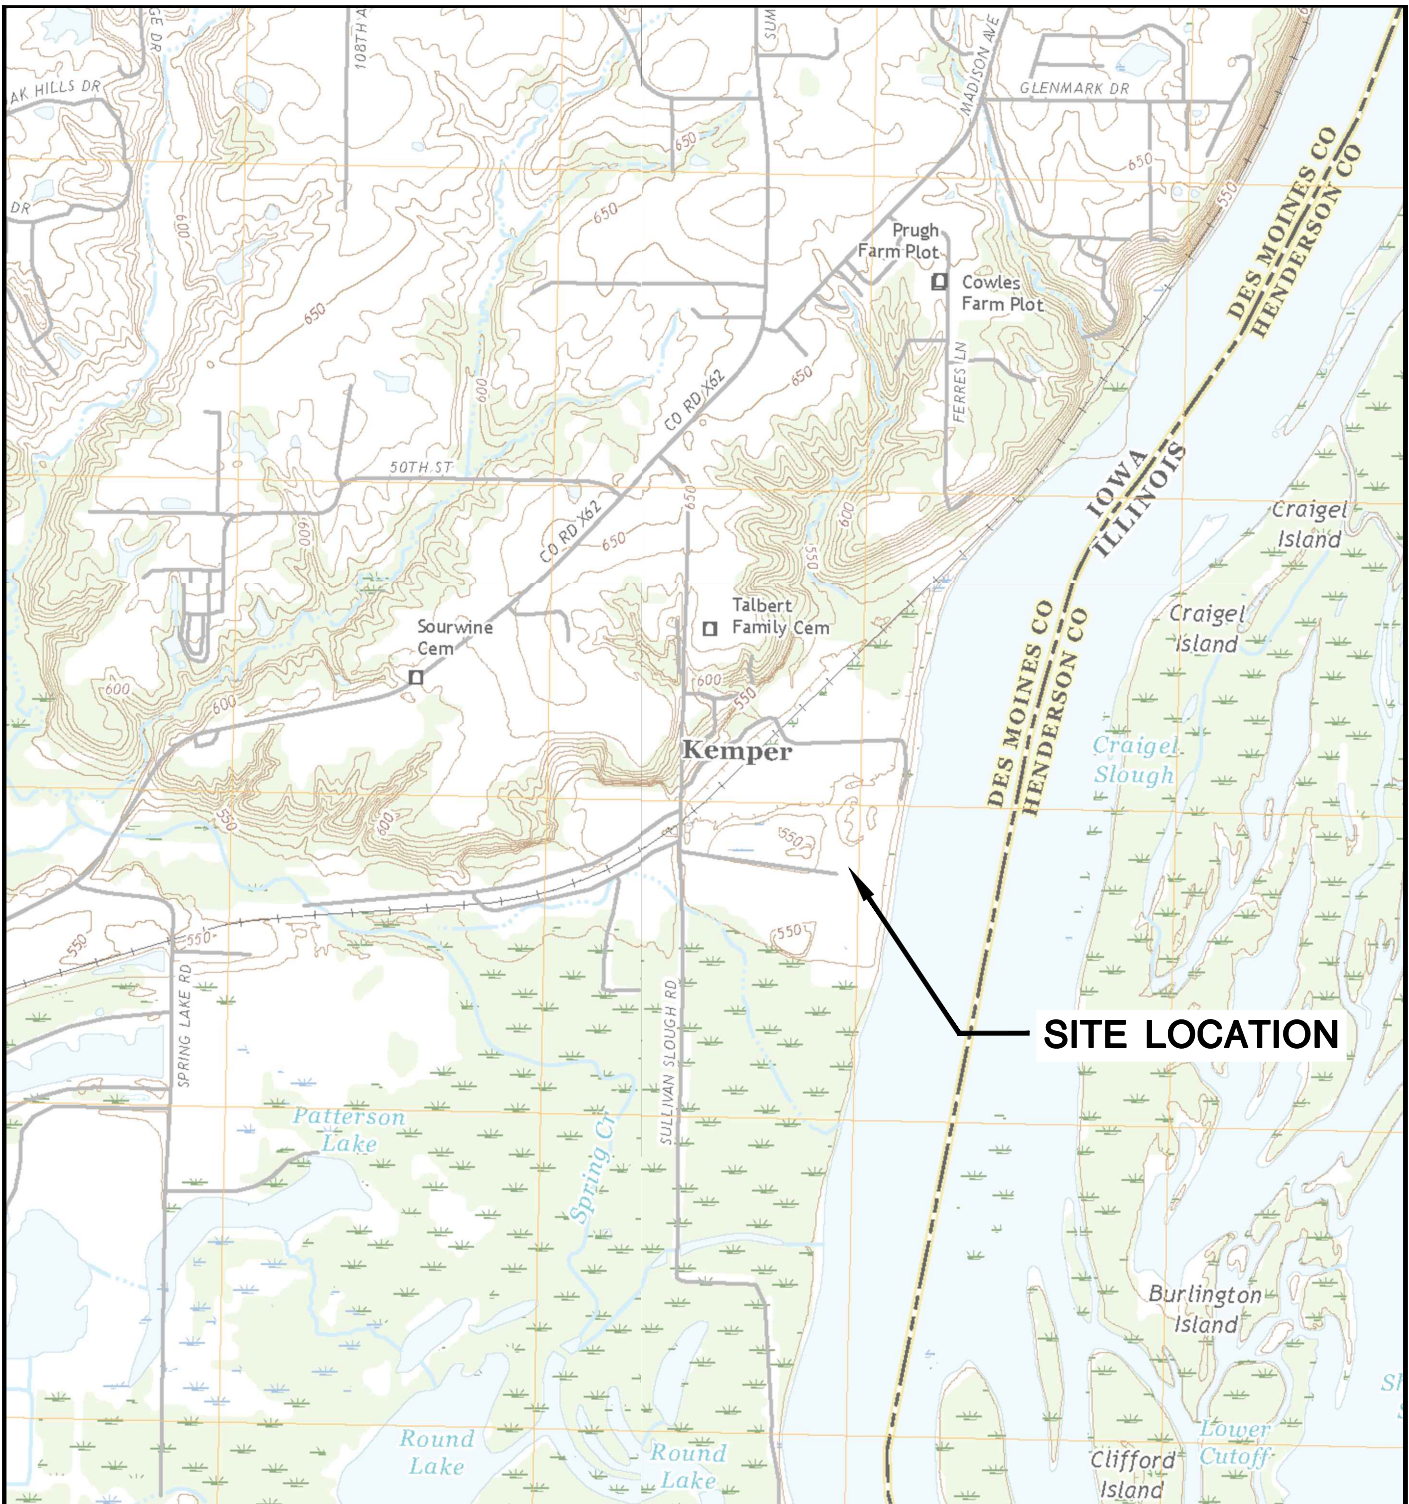 GE DR
108TH A
SUM
MADISON AVE
AK HILLS DR
GLENMARK DR
650
650
DES MOINES CO
HENDERSON CO
DR
600
650
550
Prugh
Farm Plot
Cowles
Farm Plot
650
650
600
CO RD X62
FERRES LN
50TH ST
IOWA
ILLINOIS
650
CO RD X62
600
650
600
550
Craigel
Island
Talbert
Family Cem
Sourwine
Cem
DES MOINES CO
HENDERSON CO
Craigel
Island
600
600
600
550
Kemper
Craigel
Slough
550
600
550
550
550
550
SPRING LAKE RD
SULLIVAN SLOUGH RD
SITE LOCATION
Patterson
Lake
Spring Cr
Burlington
Island
Round
Lake
Round
Lake
Clifford
Island
Lower
Cutoff